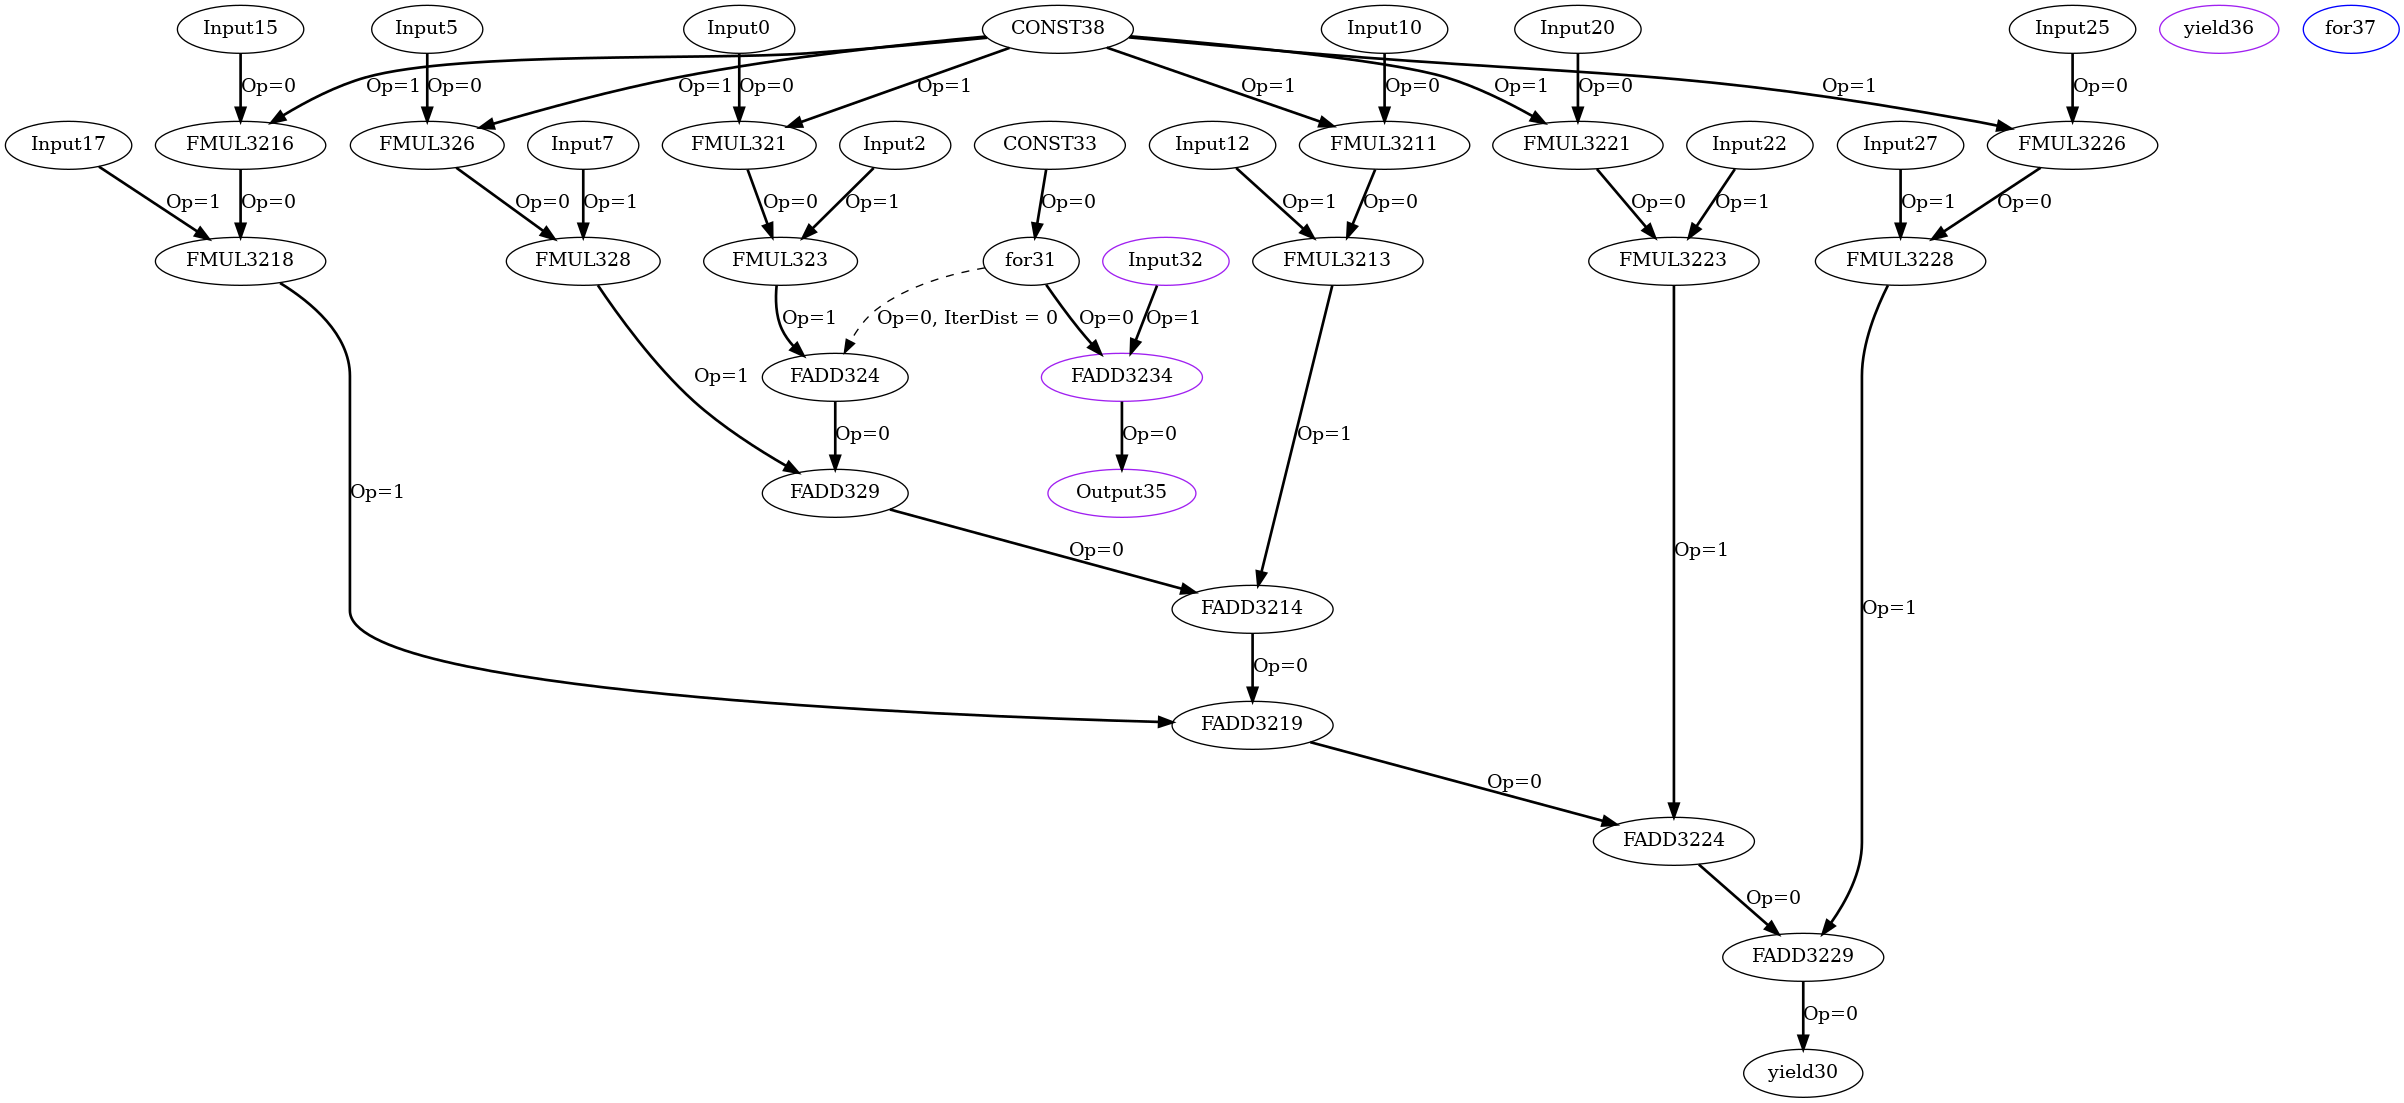 Input15
Input5
Input0
CONST38
Input10
Input20
Input25
yield36
for37
Op=0
Op=1
Op=0
Op=1
Op=0
Op=1
Op=1
Op=0
Op=1
Op=0
Op=1
Op=0
Input17
FMUL3216
FMUL326
Input7
FMUL321
Input2
CONST33
Input12
FMUL3211
FMUL3221
Input22
Input27
FMUL3226
Op=1
Op=0
Op=0
Op=1
Op=0
Op=1
Op=0
Op=1
Op=0
Op=0
Op=1
Op=1
Op=0
FMUL3218
FMUL328
FMUL323
for31
Input32
FMUL3213
FMUL3223
FMUL3228
Op=1
Op=0, IterDist = 0
Op=0
Op=1
Op=1
FADD324
FADD3234
Op=0
Op=0
Op=1
Op=1
FADD329
Output35
Op=0
Op=1
FADD3214
Op=1
Op=0
FADD3219
Op=0
FADD3224
Op=0
FADD3229
Op=0
yield30